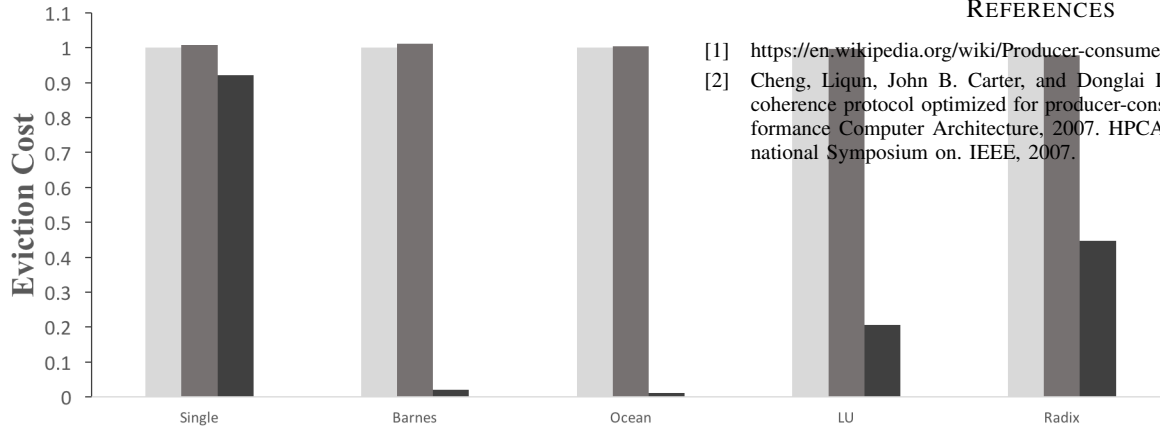 Eviction Cost
1.1
1
0.9
0.8
0.7
0.6
0.5
0.4
0.3
0.2
0.1
0
Single Barnes Ocean LU Radix
REFERENCES
[1] https://en.wikipedia.org/wiki/Producer-consume
[2] Cheng, Liqun, John B. Carter, and Donglai
coherence protocol optimized for producer-cons
formance Computer Architecture, 2007. HPCA
national Symposium on. IEEE, 2007.